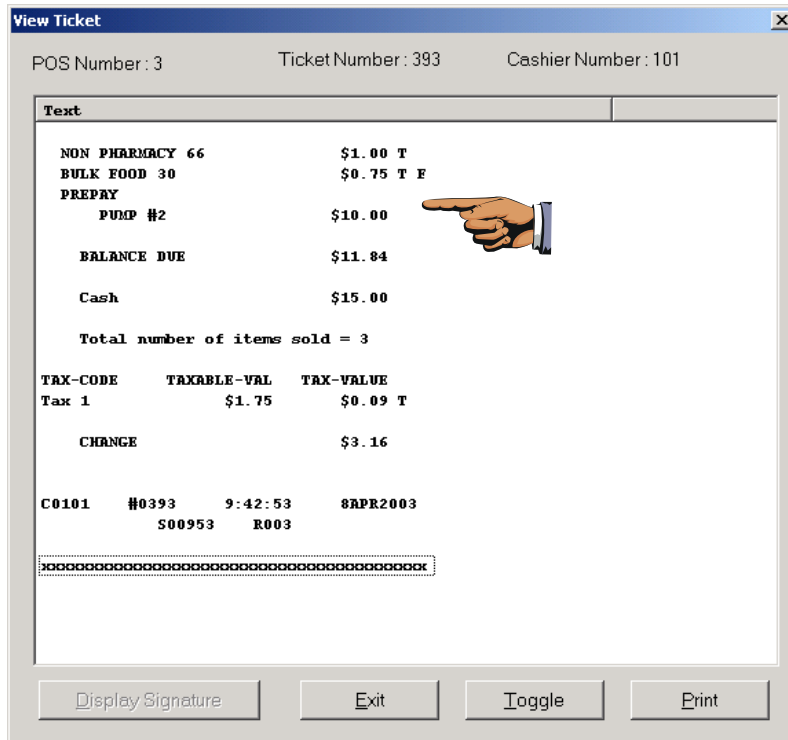 View Ticket
POS Number : 3 Ticket Number : 393 Cashier Number : 101
Text
NON PHARMACY 66 $1.00 T
BULK FOOD 30 $0.75 T F
PREPAY
PUMP #2 $10.00
BALANCE DUE $11.84
Cash $15.00
Total number of items sold = 3
TAX-CODE TAXABLE-VAL TAX-VALUE
Tax 1 $1.75 $0.09 T
CHANGE $3.16
C0101 #0393 9:42:53 8APR2003
S00953 R003
xxxxxxxxxxxxxxxxxxxxxxxxxxxxxxxxxxxxxxxx
Display Signature Exit Toggle Print